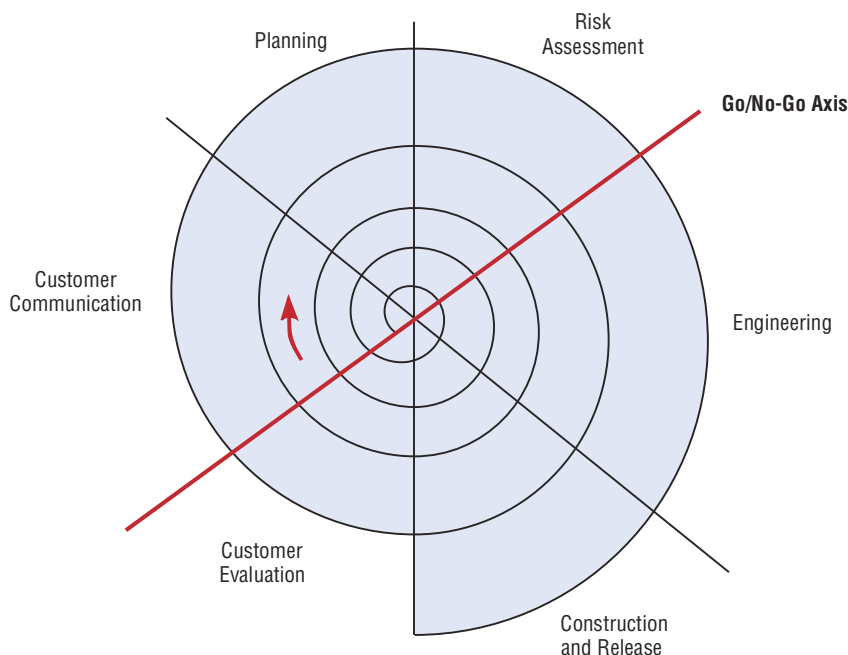 Planning
Risk
Assessment
Go/No-Go Axis
Customer
Communication
Engineering
Customer
Evaluation
Construction
and Release